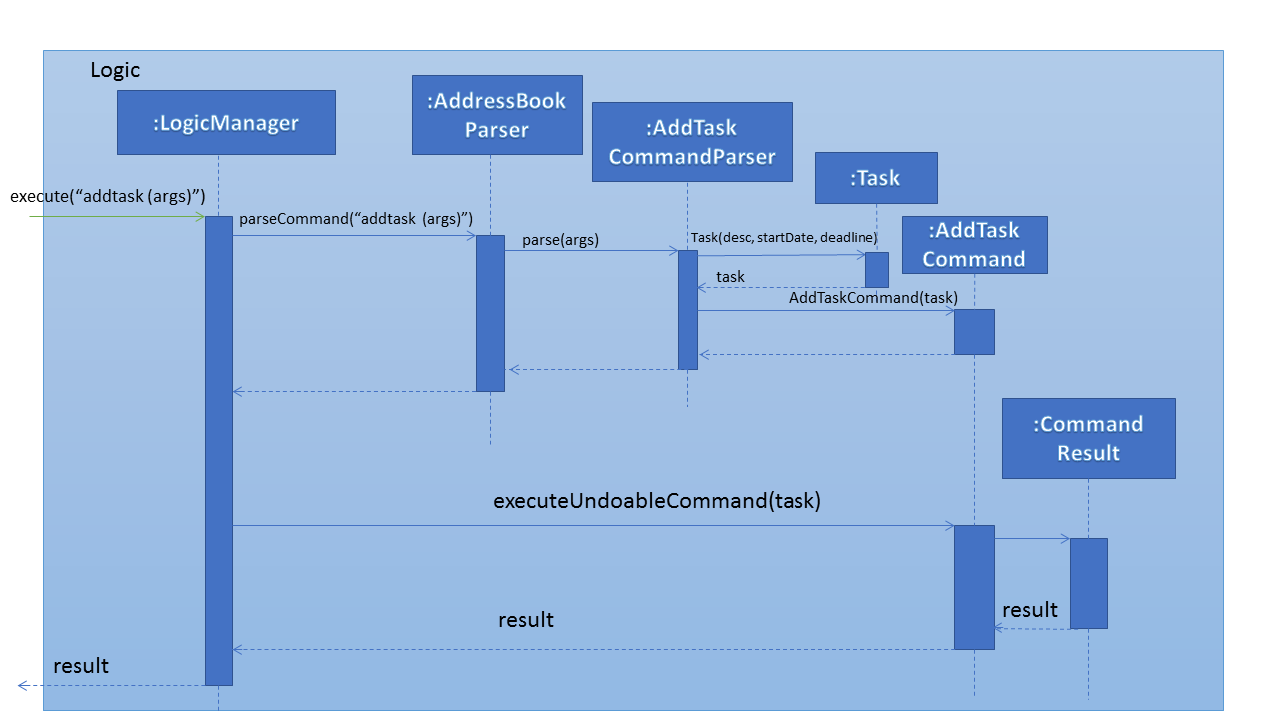 Logic
:LogicManager
:AddressBook
Parser
:AddTask
CommandParser
:Task
:AddTask
Command
execute(“addtask (args)”)
parseCommand(“addtask (args)”)
parse(args)
Task(desc, startDate, deadline)
task
AddTaskCommand(task)
:Command
Result
executeUndoableCommand(task)
result
result
result